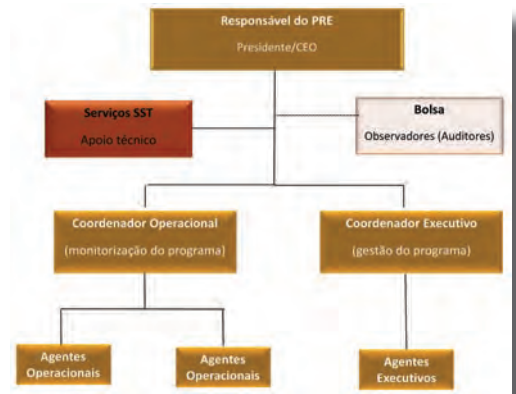 Responsável do PRE
Presidente/CEO
Serviços SST
Apoio técnico
Bolsa
Observadores (Auditores)
Coordenador Operacional
(monitorização do programa)
Coordenador Executivo
(gestão do programa)
Agentes
Operacionais
Agentes
Operacionais
Agentes
Executivos